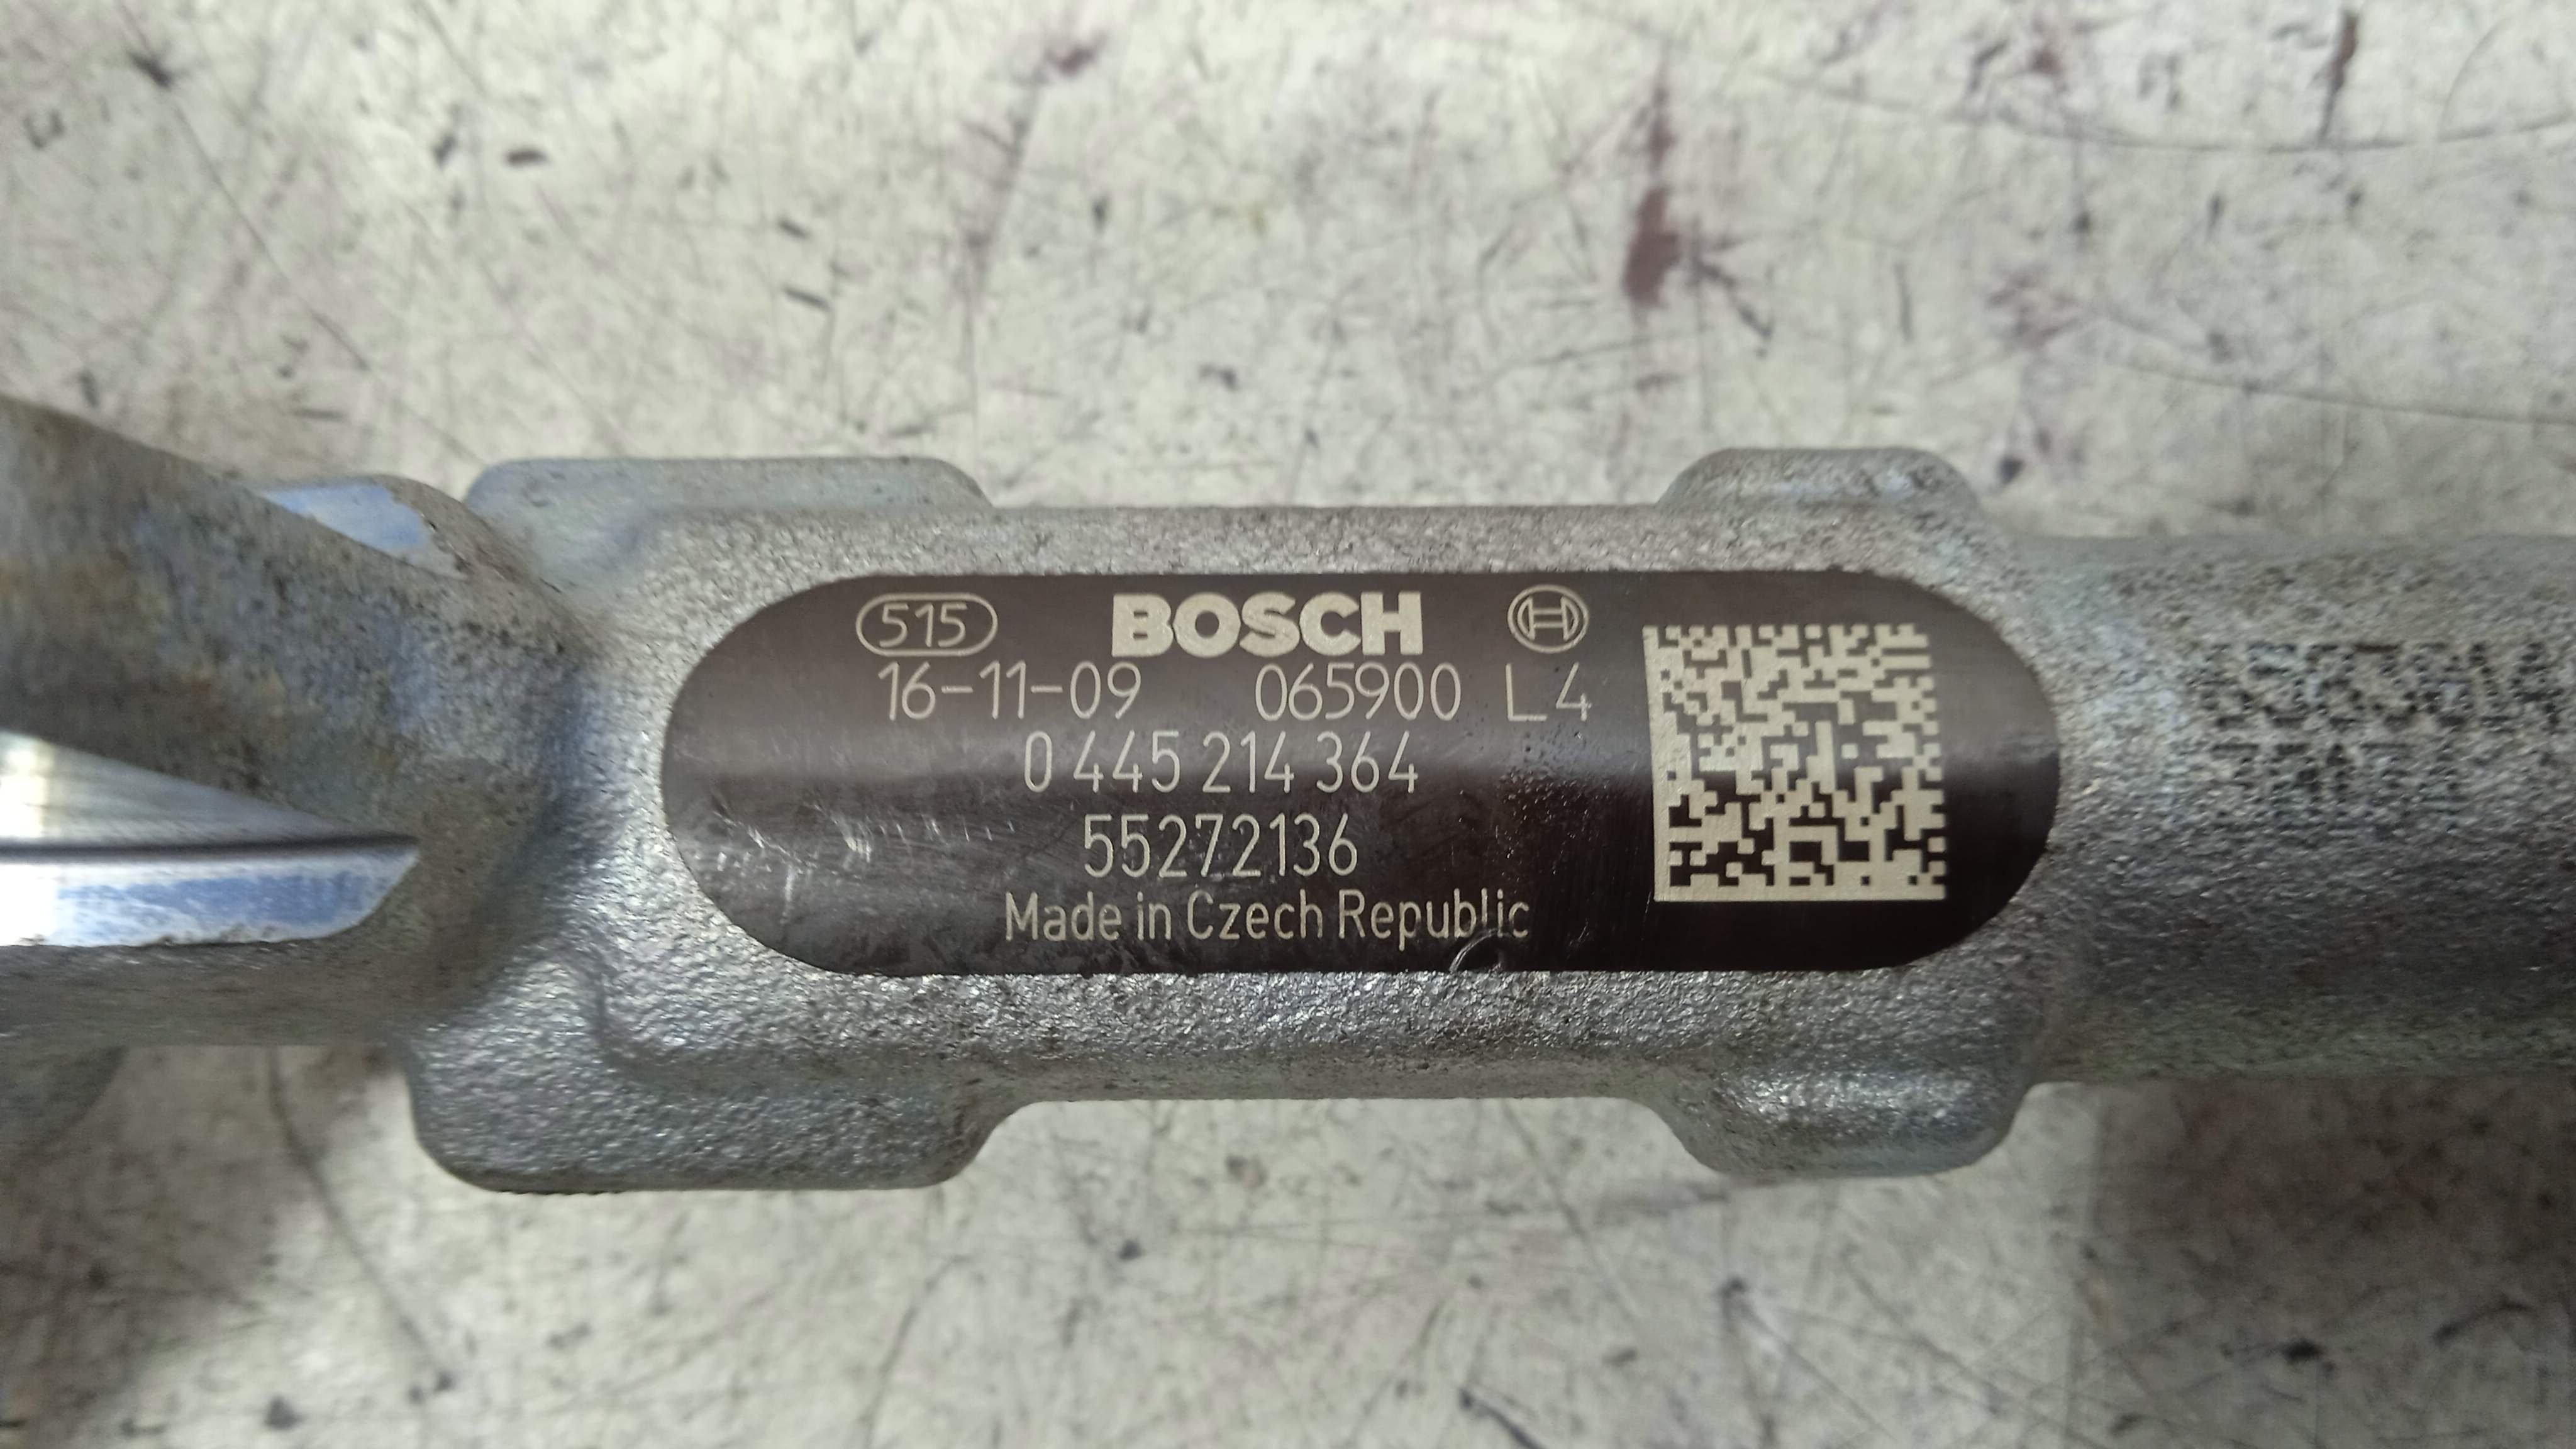 515 BOSCH
16-11-09 065900 L4
0 445 214 364
55272136
Made in Czech Republic